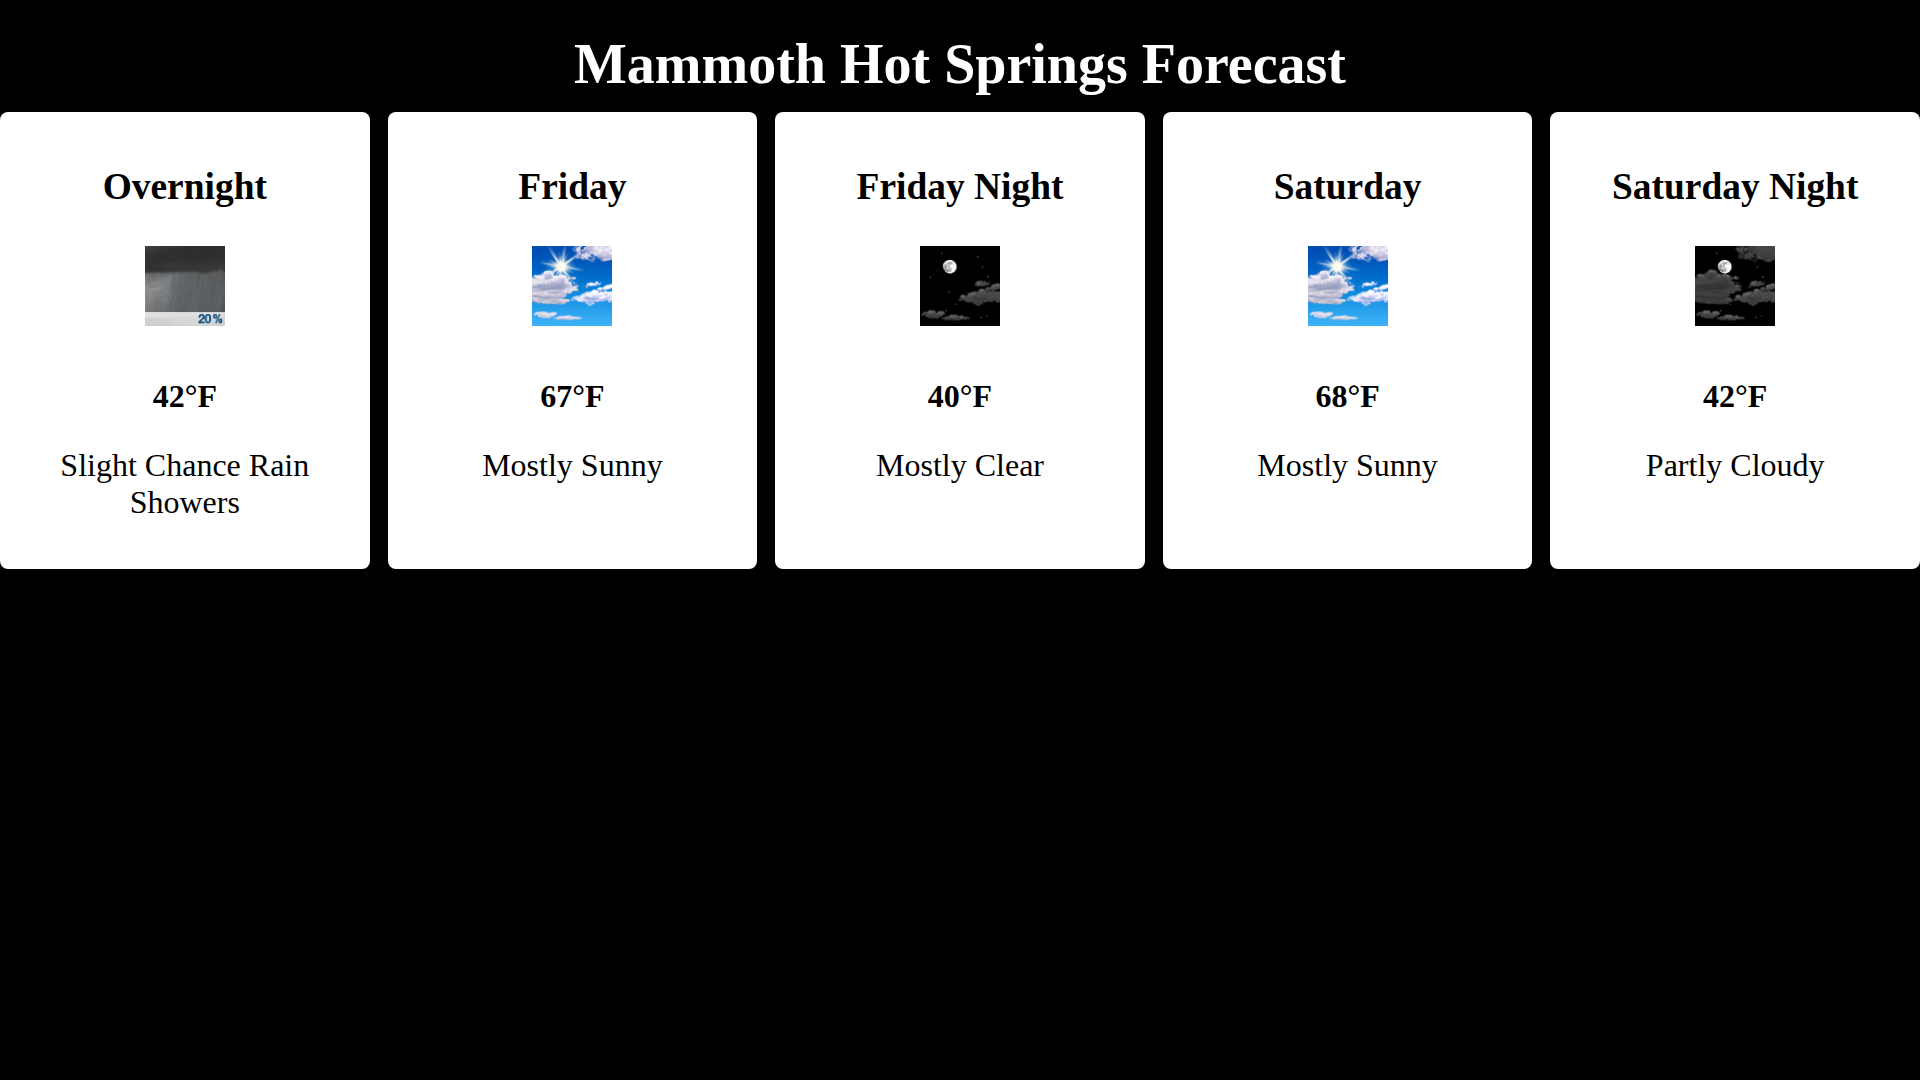 Mammoth Hot Springs Forecast
Overnight
20%
42°F
Slight Chance Rain
Showers
Friday
67°F
Mostly Sunny
Friday Night
40°F
Mostly Clear
Saturday
68°F
Mostly Sunny
Saturday Night
42°F
Partly Cloudy